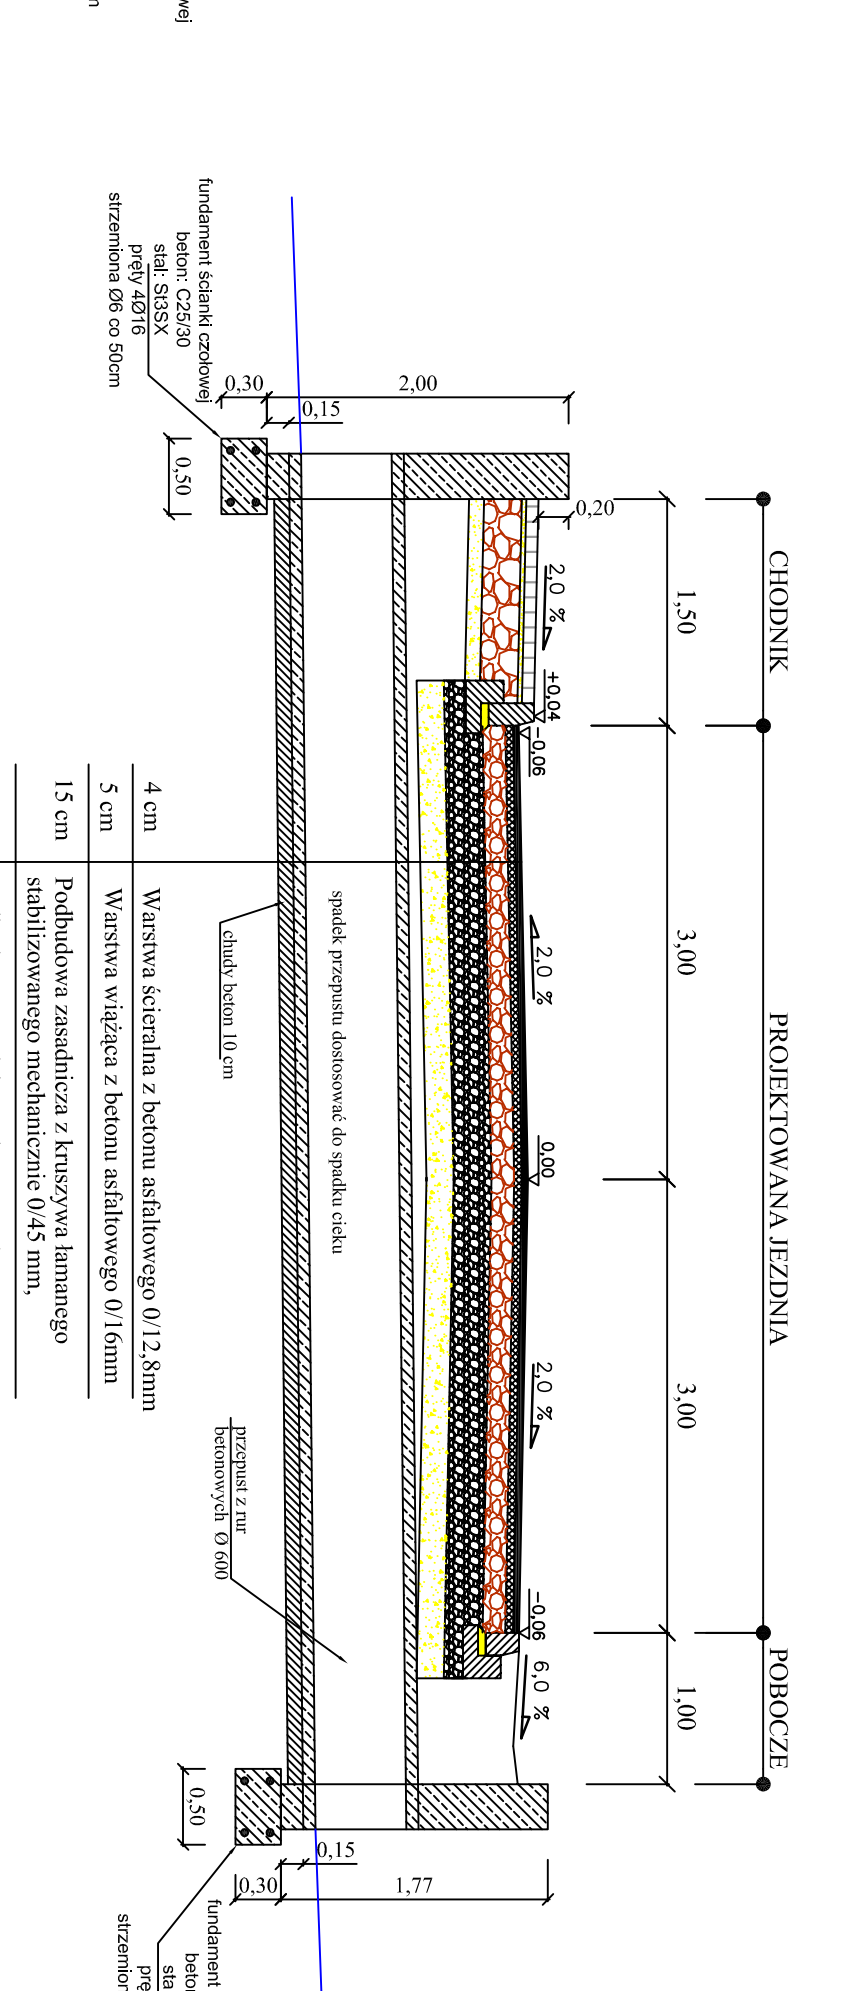 CHODNIK
PROJEKTOWANA JEZDNIA
POBOCZE
1,50
3,00
3,00
1,00
0,20
2,0 %
+0,04
-0,06
2,0 %
0,00
2,0 %
-0,06
6,0 %
2,00
0,30
0,15
0,50
fundament ścianki czołowej
beton: C25/30
stal: St3SX
pręty 4Ø16
strzemiona Ø6 co 50cm
spadek przepustu dostosować do spadku cieku
chudy beton 10 cm
przepust z rur
betonowych Ø 600
1,77
0,15
0,30
0,50
fundament
4 cm Warstwa ścieralna z betonu asfaltowego 0/12,8mm
5 cm Warstwa wiążąca z betonu asfaltowego 0/16mm
15 cm Podbudowa zasadnicza z kruszywa łamanego
stabilizowanego mechanicznie 0/45 mm,